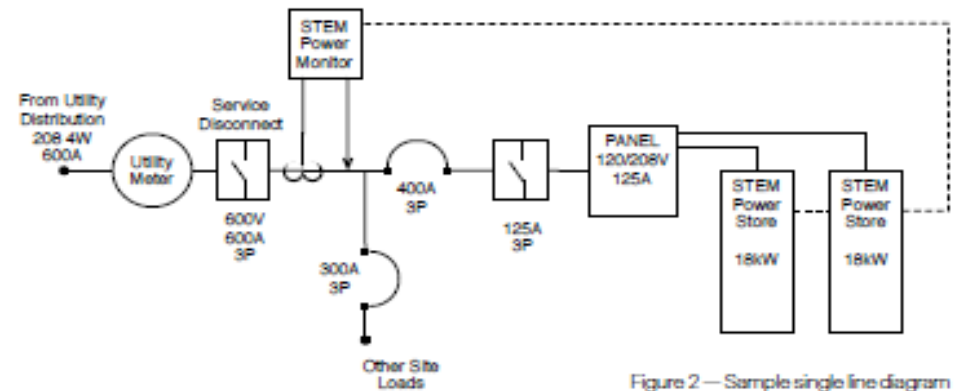 STEM
Power
Monitor
From Utility
Distribution
208 4W
600A
Utility
Meter
Service
Disconnect
600V
600A
3P
400A
3P
300A
3P
Other Site
Loads
125A
3P
PANEL
120/208V
125A
STEM
Power
Store
18kW
STEM
Power
Store
18kW
Figure 2 — Sample single line diagram